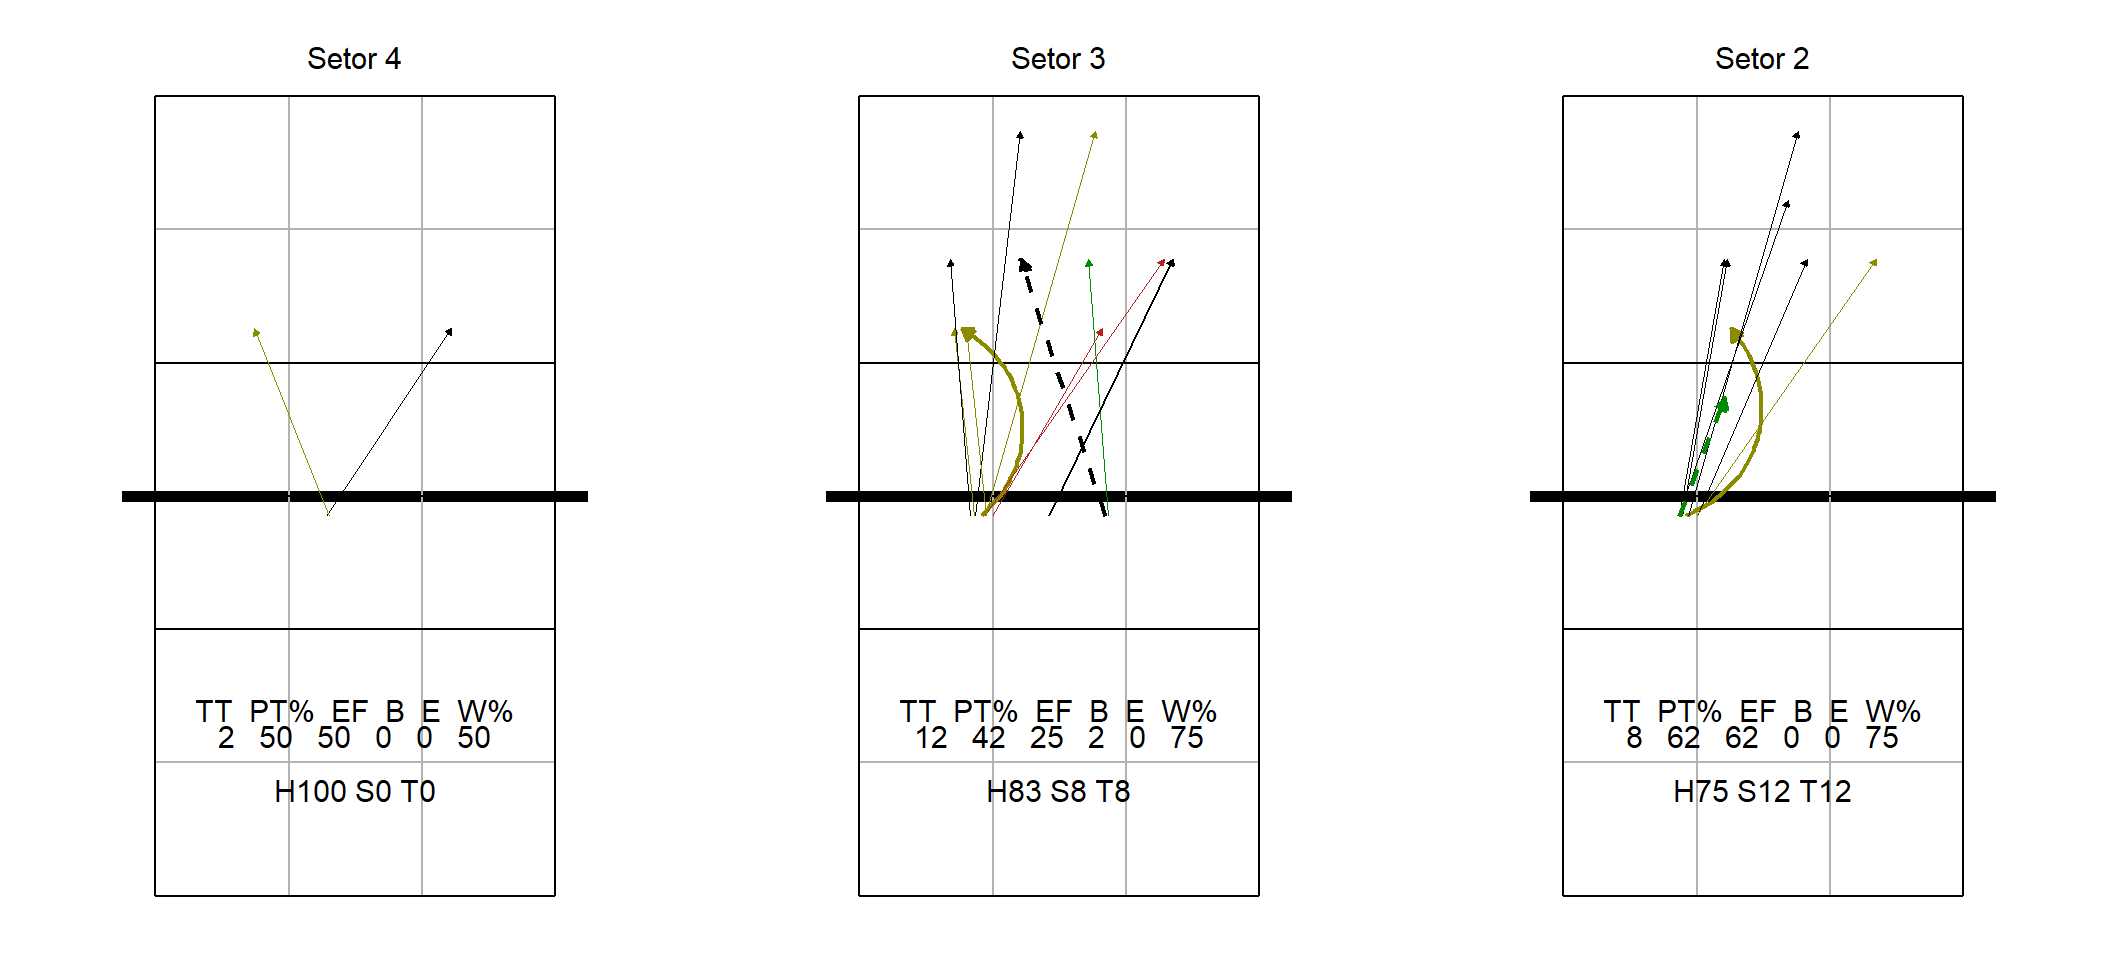 Setor 4
TT PT% EF B E W%
2 50 50 0 0 50
H100 S0 T0
Setor 3
TT PT% EF B E W%
12 42 25 2 0 75
H83 S8 T8
Setor 2
TT PT% EF B E W%
8 62 62 0 0 75
H75 S12 T12